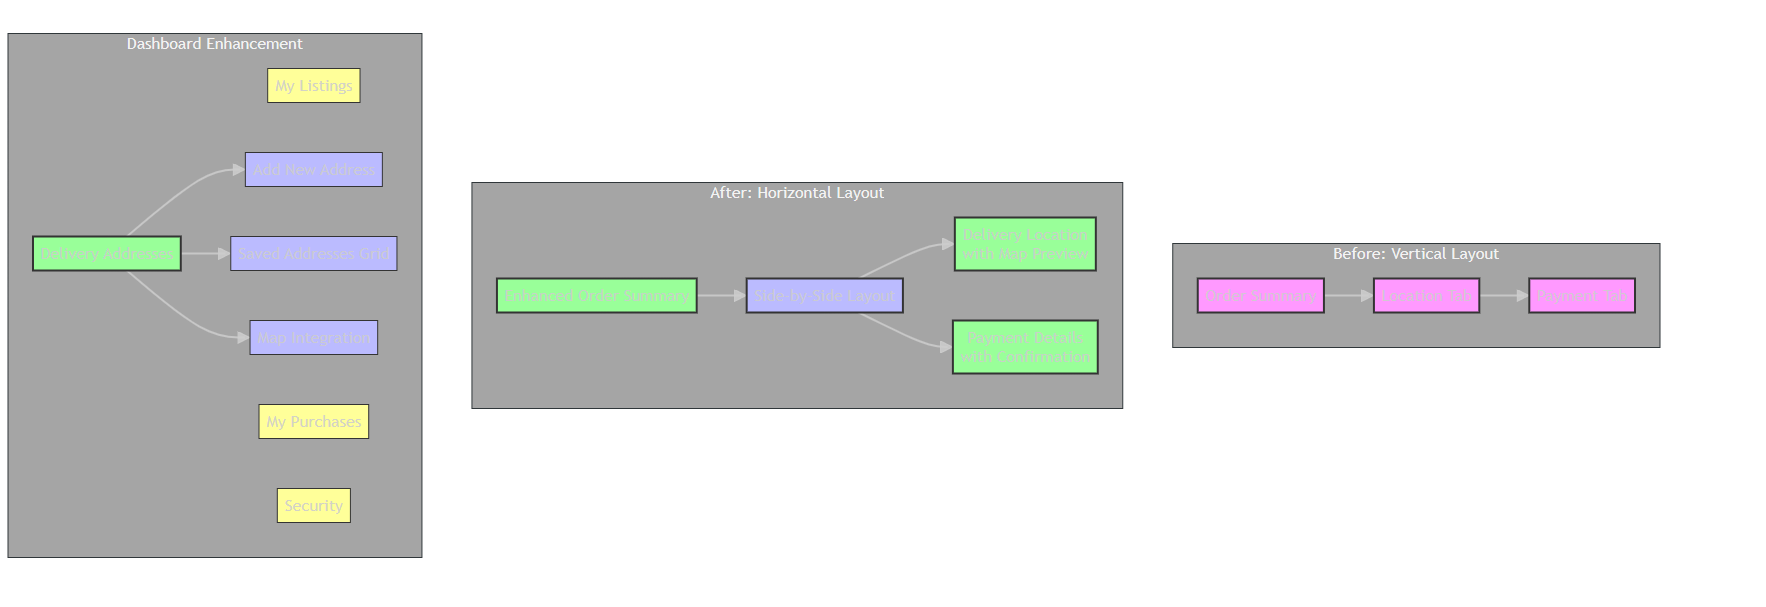 Dashboard Enhancement
My Listings
Add New Address
Delivery Addresses
Saved Addresses Grid
Map Integration
My Purchases
Security
After: Horizontal Layout
Enhanced Order Summary
Side-by-Side Layout
Delivery Location
with Map Preview
Payment Details
with Confirmation
Before: Vertical Layout
Order Summary
Location Tab
Payment Tab